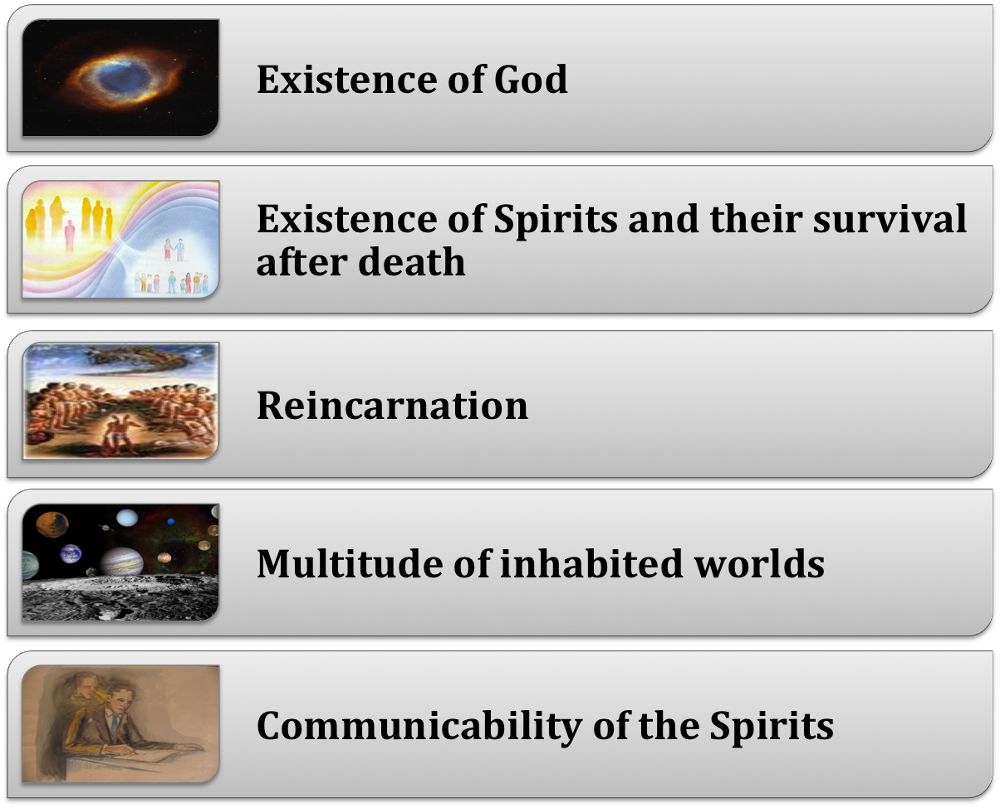 Existence of God
Existence of Spirits and their survival
after death
Reincarnation
Multitude of inhabited worlds
Communicability of the Spirits